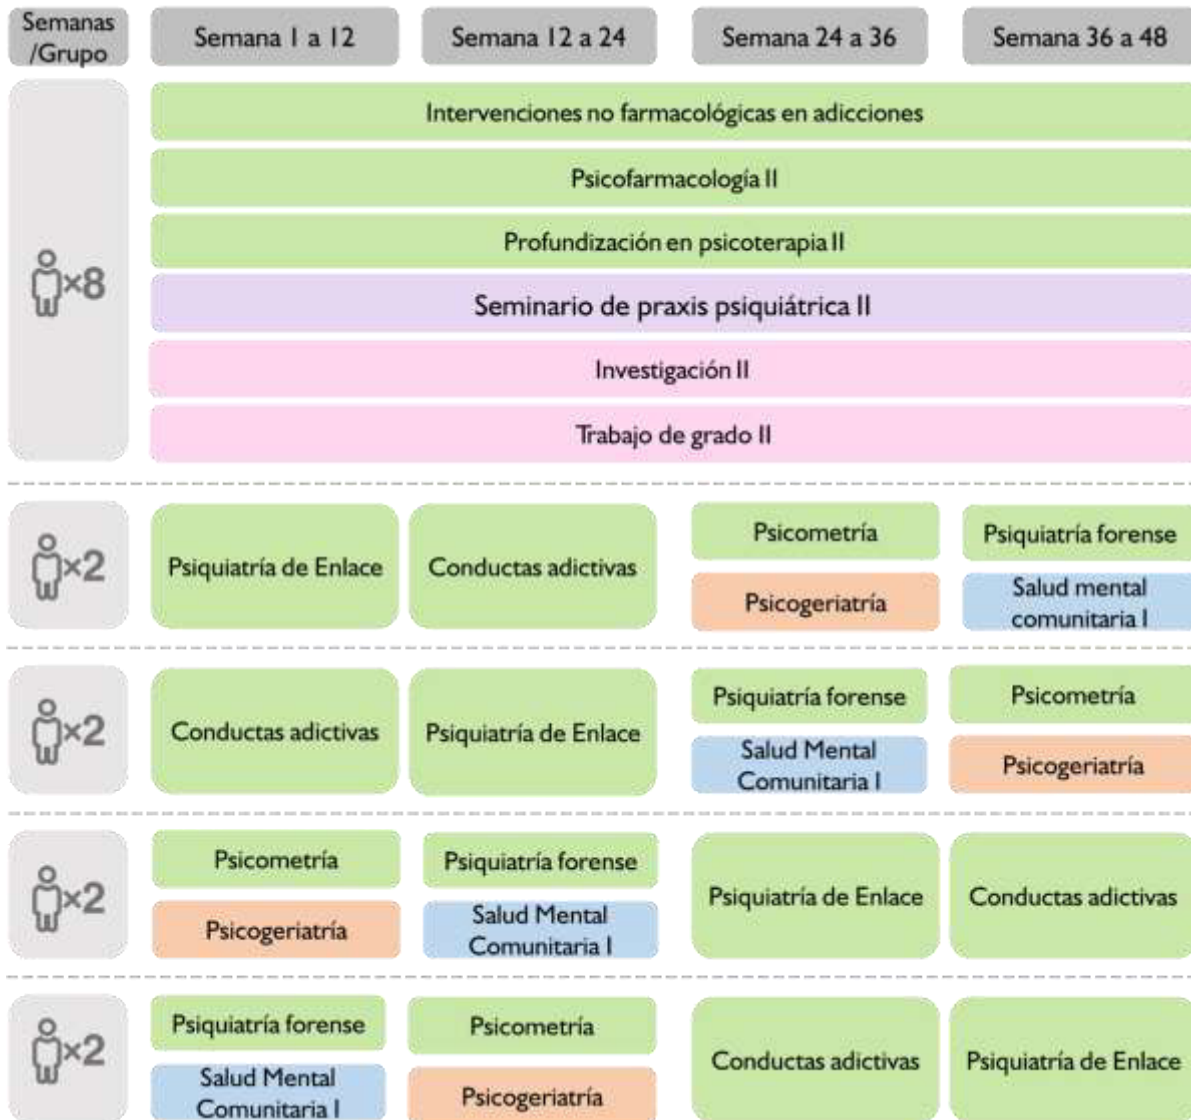 Semanas
/Grupo
Semana 1 a 12
Semana 12 a 24
Semana 24 a 36
Semana 36 a 48
×8
Intervenciones no farmacológicas en adicciones
Psicofarmacología II
Profundización en psicoterapia II
Seminario de praxis psiquiátrica II
Investigación II
Trabajo de grado II
×2
Psiquiatría de Enlace
Conductas adictivas
Psicometría
Psicogeriatría
Psiquiatría forense
Salud mental
comunitaria I
×2
Conductas adictivas
Psiquiatría de Enlace
Psiquiatría forense
Salud Mental
Comunitaria I
Psicometría
Psicogeriatría
×2
Psicometría
Psicogeriatría
Psiquiatría forense
Salud Mental
Comunitaria I
Psiquiatría de Enlace
Conductas adictivas
×2
Psiquiatría forense
Salud Mental
Comunitaria I
Psicometría
Psicogeriatría
Conductas adictivas
Psiquiatría de Enlace